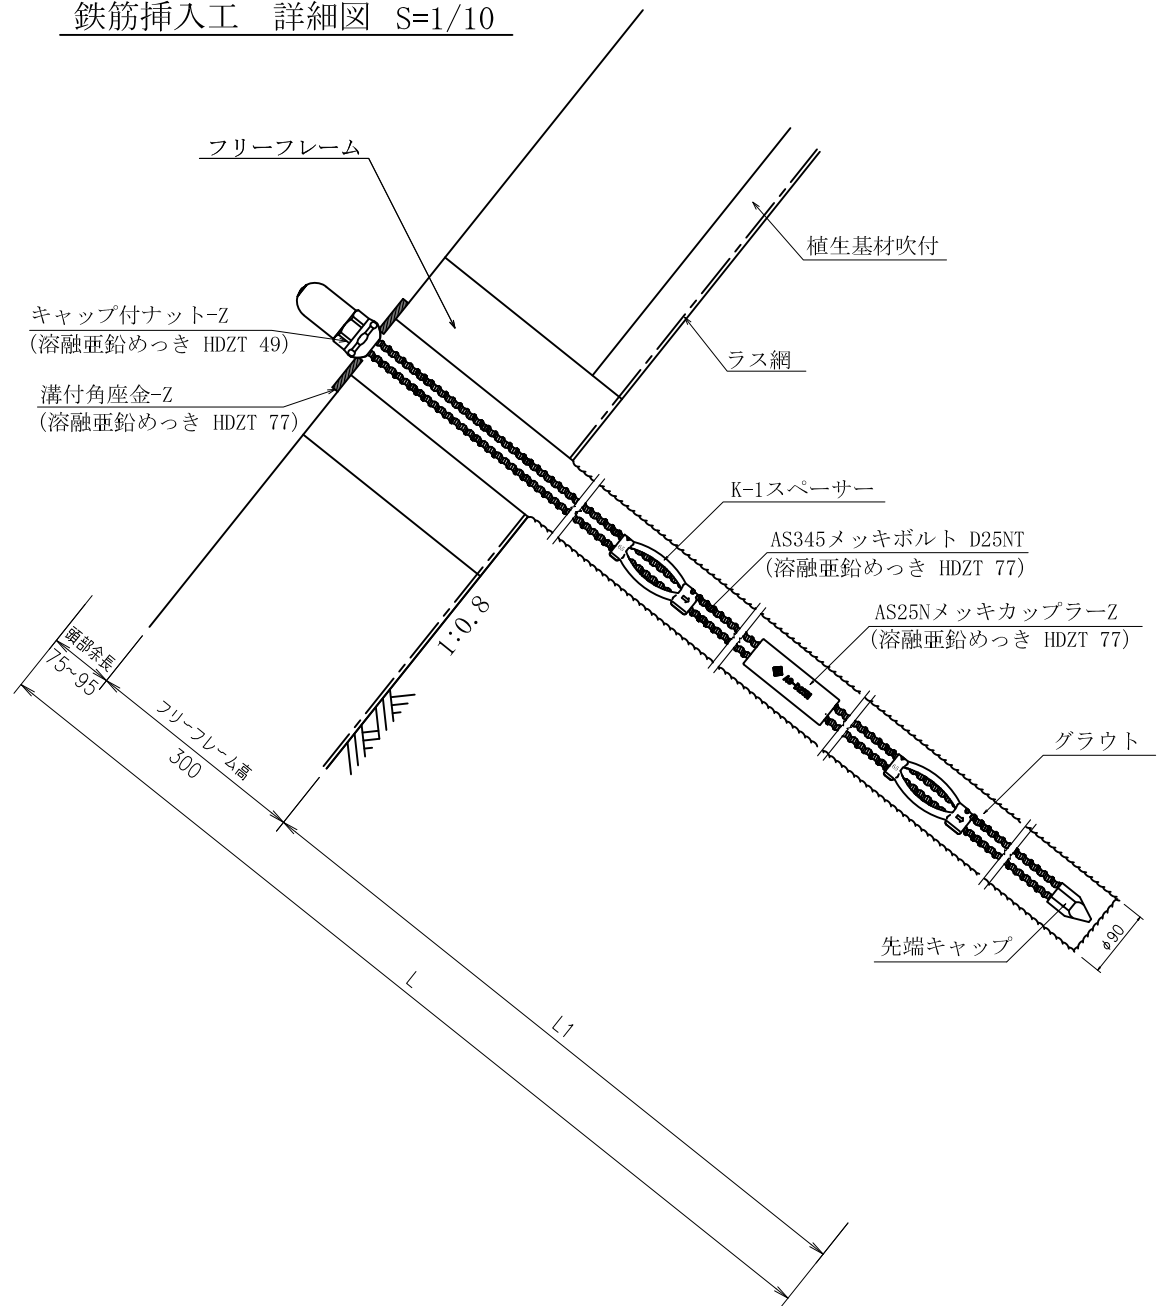 鉄筋挿入工　詳細図 S=1/10
フリーフレーム
植生基材吹付
キャップ付ナット-Z
(溶融亜鉛めっき HDZT 49)
ラス網
溝付角座金-Z
(溶融亜鉛めっき HDZT 77)
K-1スペーサー
AS345メッキボルト D25NT
(溶融亜鉛めっき HDZT 77)
AS25NメッキカップラーZ
(溶融亜鉛めっき HDZT 77)
1:0.8
頭部余長
75~95
フリーフレーム高
300
グラウト
先端キャップ
φ90
L
L1